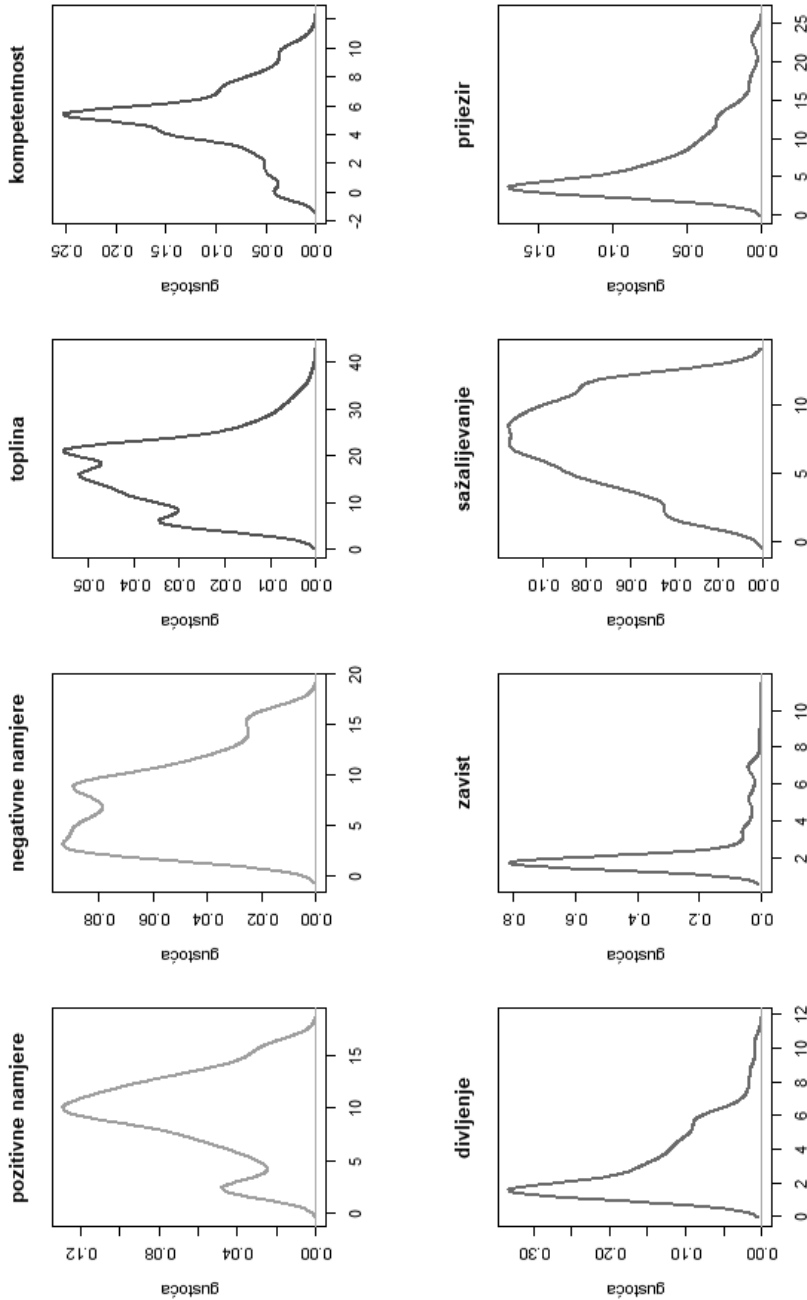 pozitivne namjere
gustoća
0.00 0.04 0.08 0.12
0 5 10 15
negativne namjere
gustoća
0.00 0.02 0.04 0.06 0.08
0 5 10 15 20
toplina
gustoća
0.00 0.01 0.02 0.03 0.04 0.05
0 10 20 30 40
kompetentnost
gustoća
0.00 0.05 0.10 0.15 0.20 0.25
-2 0 2 4 6 8 10
divljenje
gustoća
0.00 0.10 0.20 0.30
0 2 4 6 8 10 12
zavist
gustoća
0.0 0.2 0.4 0.6 0.8
2 4 6 8 10
sažalijevanje
gustoća
0.00 0.02 0.04 0.06 0.08 0.10
0 5 10
prijezir
gustoća
0.00 0.05 0.10 0.15
0 5 10 15 20 25